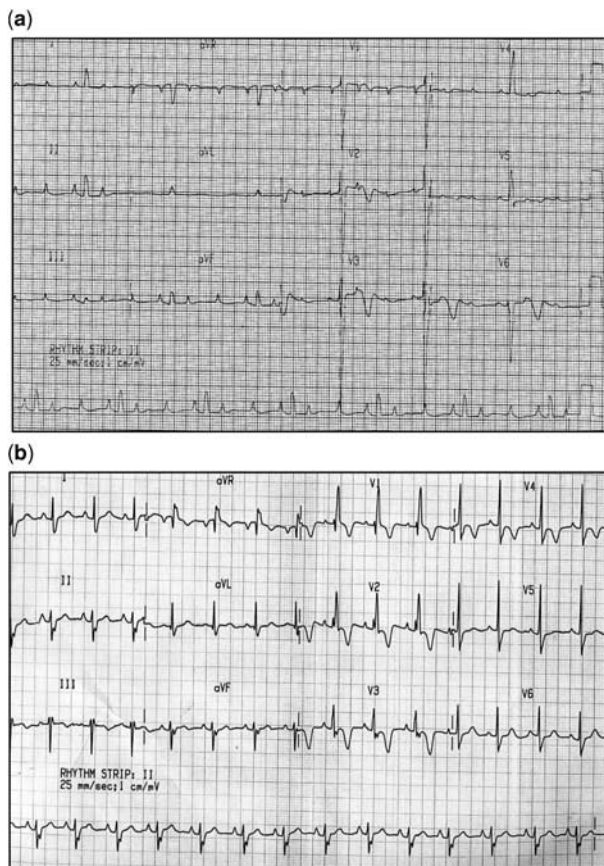 (a)
I aVR V1 V4
II aVL V2 V5
III aVF V3 V6
RHYTHM STRIP: II
25 mm/sec;1 cm/mV
(b)
I aVR V1 V4
II aVL V2 V5
III aVF V3 V6
RHYTHM STRIP: II
25 mm/sec;1 cm/mV